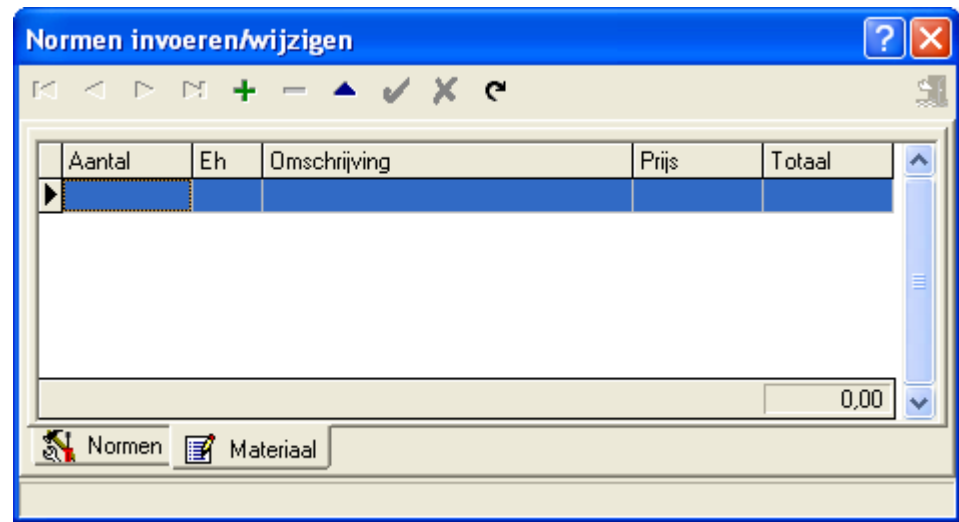 Normen invoeren/wijzigen
Aantal Eh Omschrijving Prijs Totaal
0,00
Normen Materiaal